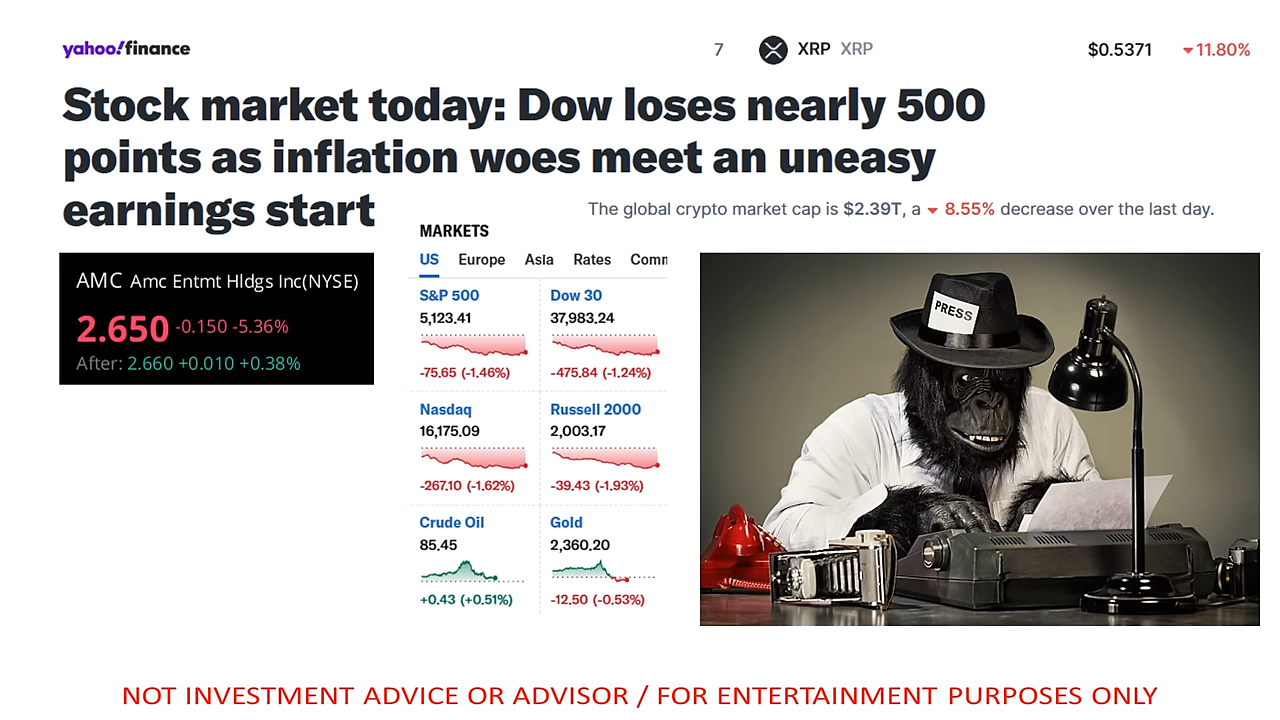 yahoo!finance
7 XRP XRP $0.5371 11.80%
Stock market today: Dow loses nearly 500
points as inflation woes meet an uneasy
earnings start
The global crypto market cap is $2.39T, a 8.55% decrease over the last day.
MARKETS
US Europe Asia Rates Comm
AMC Amc Entmt Hldgs Inc(NYSE)
2.650 -0.150 -5.36%
After: 2.660 +0.010 +0.38%
S&P 500
5,123.41
-75.65 (-1.46%)
Dow 30
37,983.24
-475.84 (-1.24%)
Nasdaq
16,175.09
-267.10 (-1.62%)
Russell 2000
2,003.17
-39.43 (-1.93%)
Crude Oil
85.45
+0.43 (+0.51%)
Gold
2,360.20
-12.50 (-0.53%)
PRESS
NOT INVESTMENT ADVICE OR ADVISOR / FOR ENTERTAINMENT PURPOSES ONLY